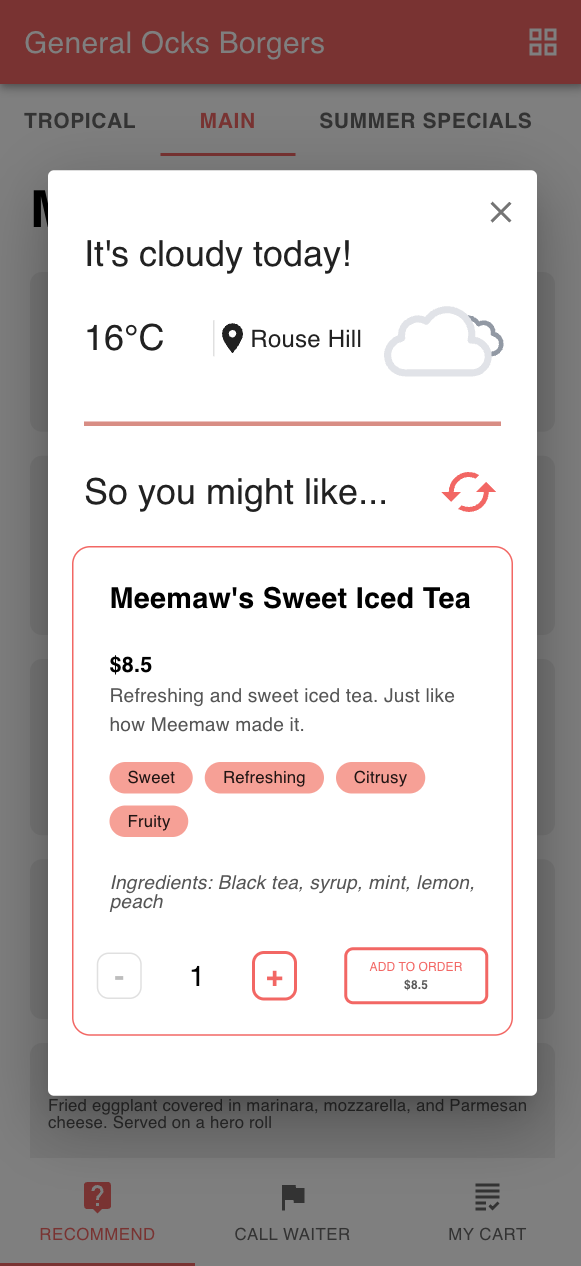 General Ocks Borgers
TROPICAL MAIN SUMMER SPECIALS
It's cloudy today!
16°C Rouse Hill
So you might like...
Meemaw's Sweet Iced Tea
$8.5
Refreshing and sweet iced tea. Just like
how Meemaw made it.
Sweet Refreshing Citrusy
Fruity
Ingredients: Black tea, syrup, mint, lemon,
peach
- 1 +
ADD TO ORDER
$8.5
Fried eggplant covered in marinara, mozzarella, and Parmesan
cheese. Served on a hero roll
RECOMMEND CALL WAITER MY CART